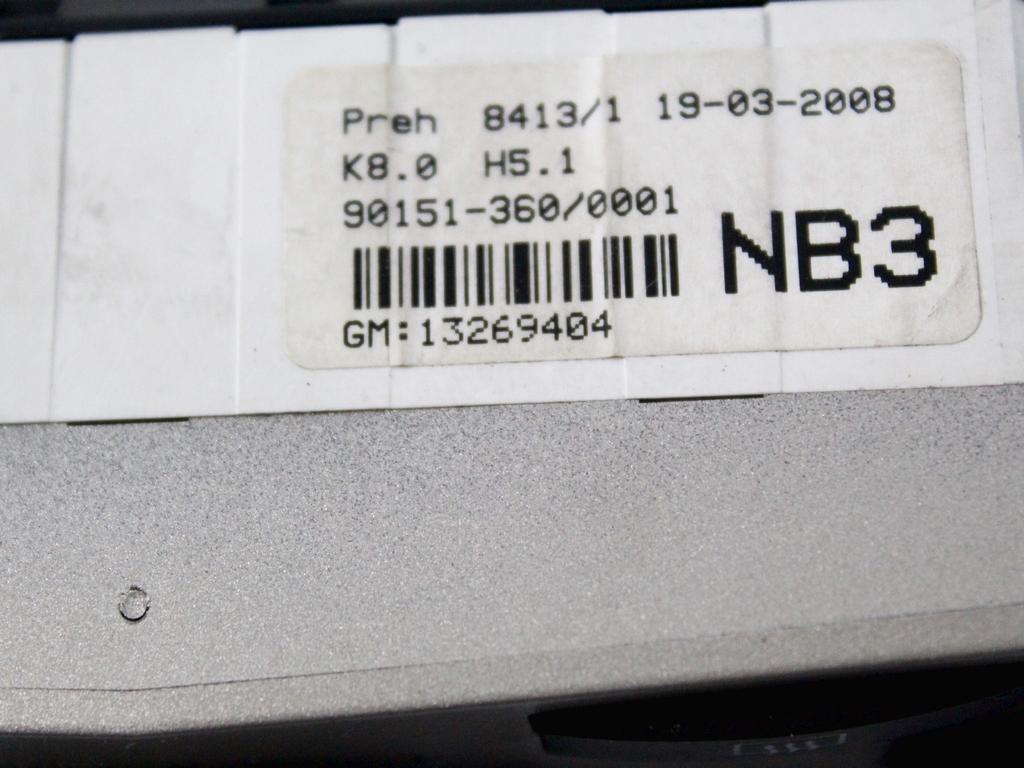 Preh 8413/1 19-03-2008
K8.0 H5.1
90151-360/0001
NB3
GM:13269404